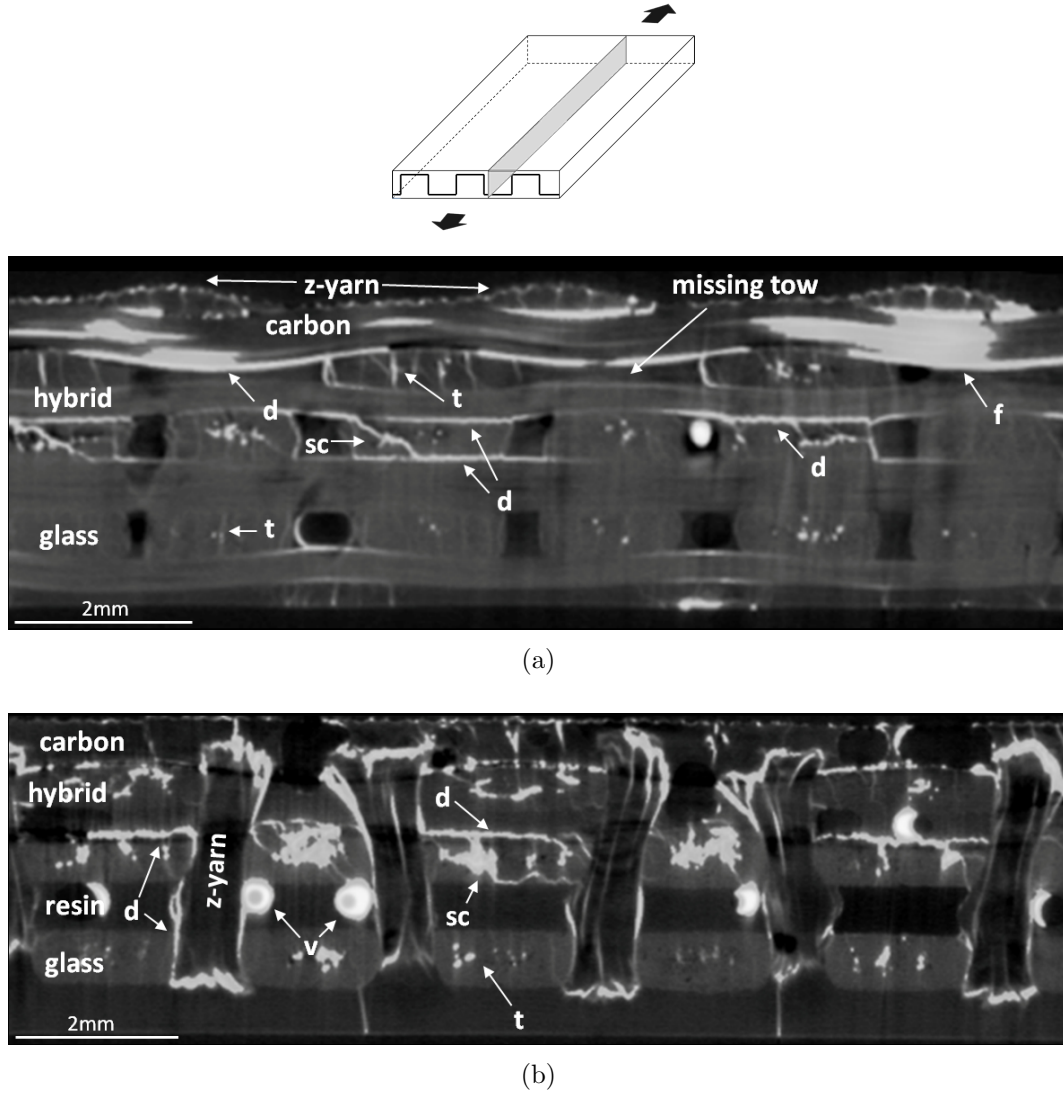 z-yarn
missing tow
carbon
hybrid
d
t
f
sc
d
d
glass
t
2mm
(a)
carbon
hybrid
d
z-yarn
resin
d
sc
v
glass
t
2mm
(b)